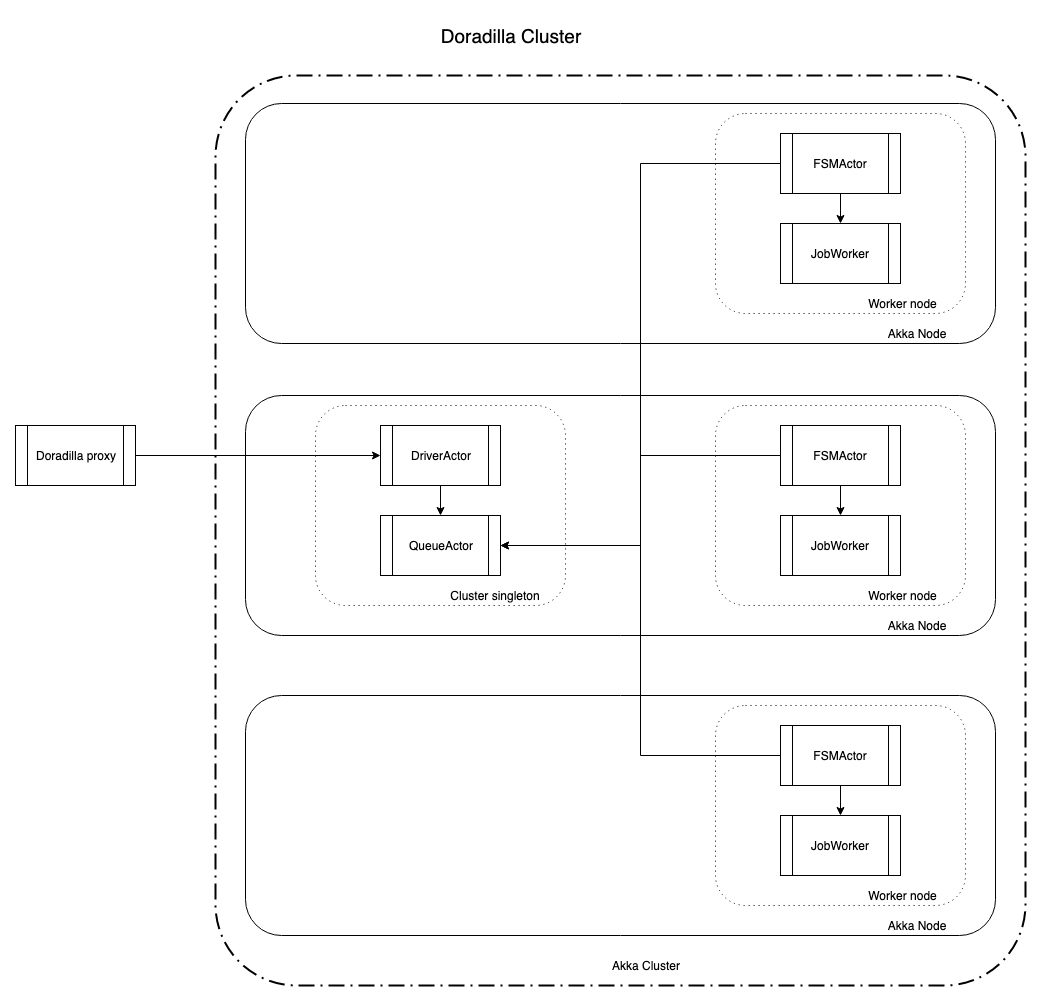 Doradilla Cluster
FSMActor
JobWorker
Worker node
Akka Node
Doradilla proxy
DriverActor
QueueActor
Cluster singleton
FSMActor
JobWorker
Worker node
Akka Node
FSMActor
JobWorker
Worker node
Akka Node
Akka Cluster